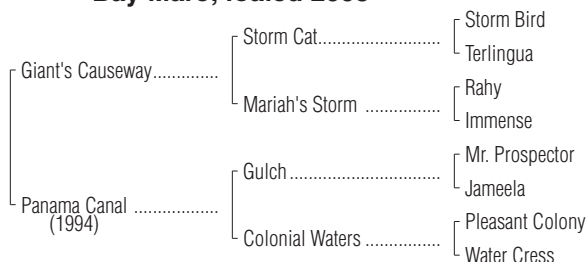 Bay Mare; foaled 2003
Storm Bird
Storm Cat
Terlingua
Giant's Causeway
Rahy
Mariah's Storm
Immense
Mr. Prospector
Gulch
Jameela
Panama Canal
(1994)
Pleasant Colony
Colonial Waters
Water Cress